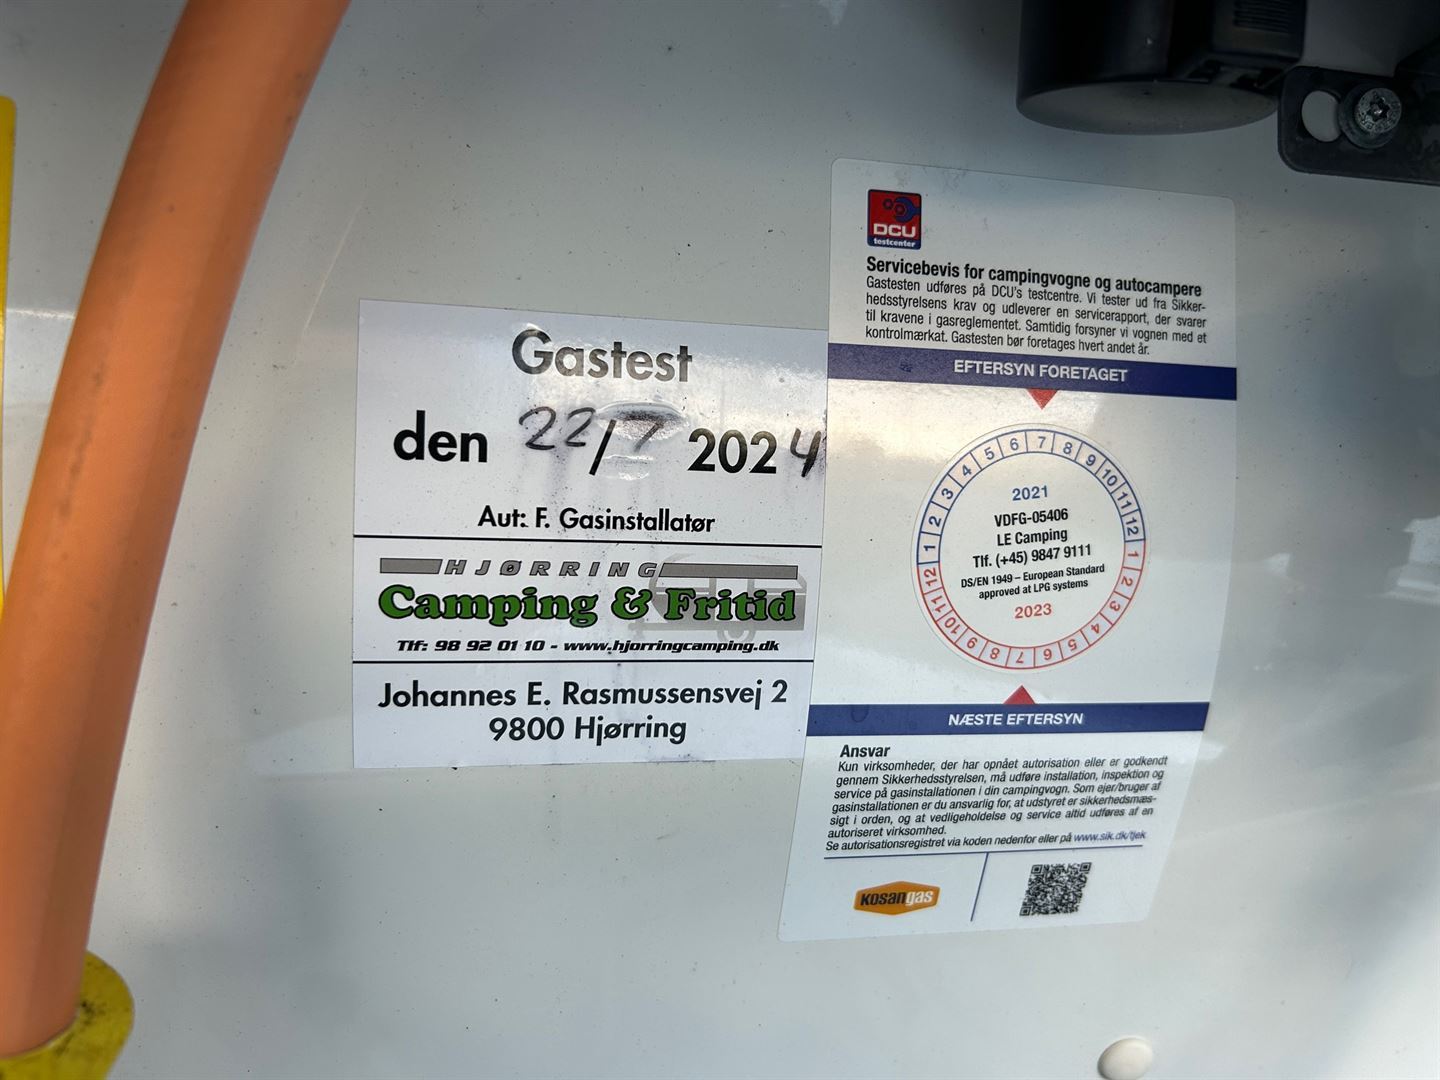 Gastest
den 22/7 2024
Aut: F. Gasinstallatør
HJØRRING
Camping & Fritid
Tlf: 98 92 01 10 - www.hjorringcamping.dk
Johannes E. Rasmussensvej 2
9800 Hjørring
DCU
testcenter
Servicebevis for campingvogne og autocampere
Gastesten udføres på DCU's testcentre. Vi tester ud fra Sikker-
hedsstyrelsens krav og udleverer en servicerapport, der svarer
til kravene i gasreglementet. Samtidig forsyner vi vognen med et
kontrolmærkat. Gastesten bør foretages hvert andet år.
EFTERSYN FORETAGET
1 2 3 4 5 6 7 8 9 10 11 12
2021
VDFG-05406
LE Camping
Tlf. (+45) 9847 9111
DS/EN 1949 – European Standard
approved at LPG systems
2023
1 2 3 4 5 6 7 8 9 10 11 12
NÆSTE EFTERSYN
Ansvar
Kun virksomheder, der har opnået autorisation eller er godkendt
gennem Sikkerhedsstyrelsen, må udføre installation, inspektion og
service på gasinstallationen i din campingvogn. Som ejer/bruger af
gasinstallationen er du ansvarlig for, at udstyret er sikkerhedsmæs-
sigt i orden, og at vedligeholdelse og service altid udføres af en
autoriseret virksomhed.
Se autorisationsregistret via koden nedenfor eller på www.sik.dk/tjek
kosangas